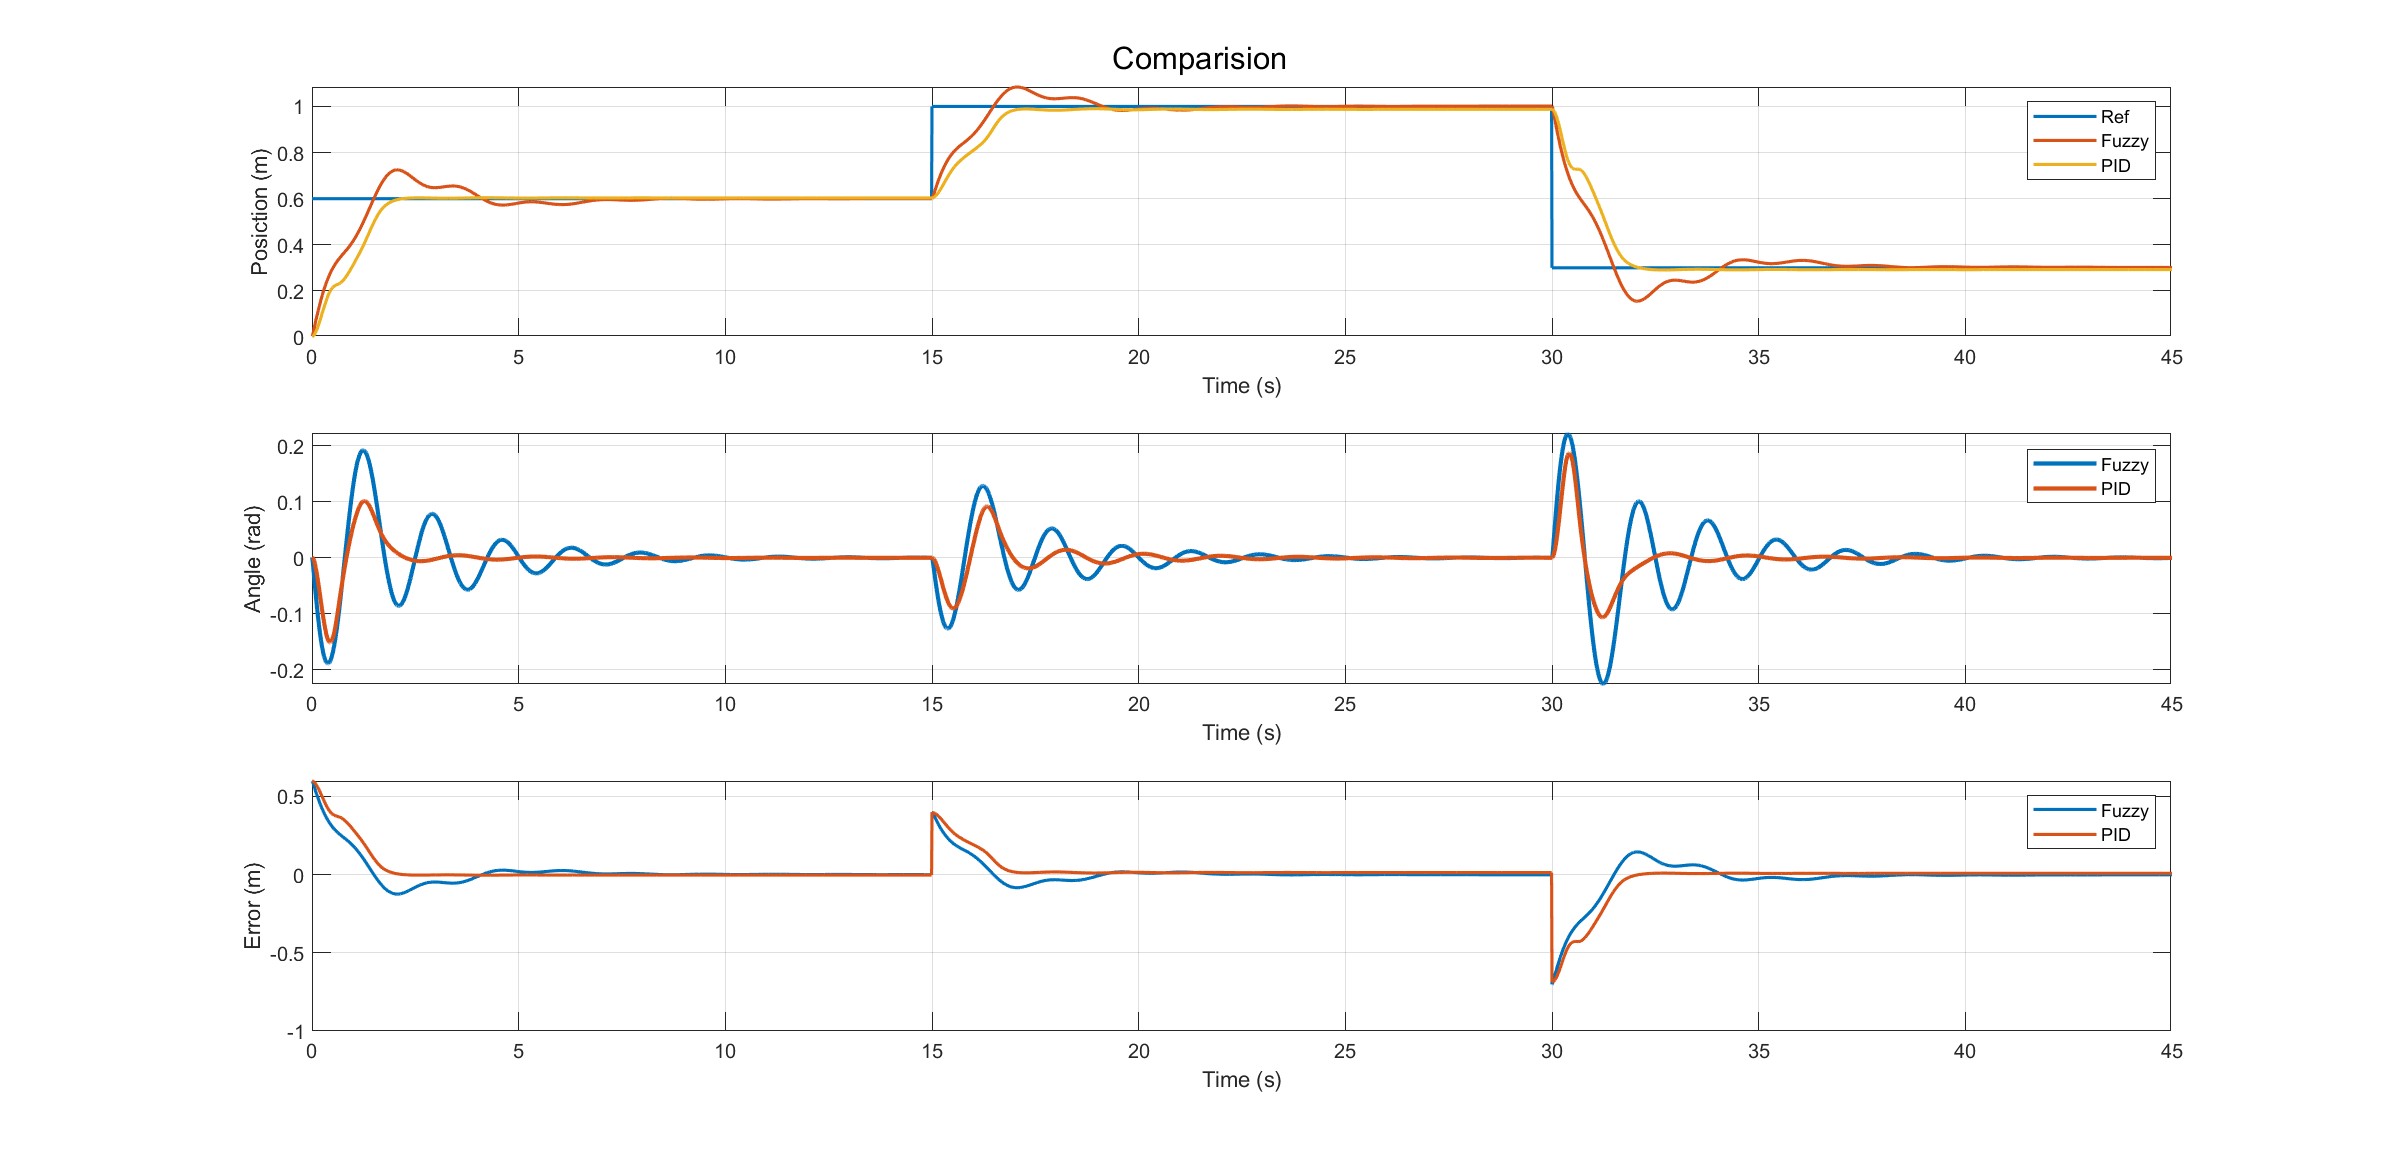 Comparision
Posiction (m)
1
0.8
0.6
0.4
0.2
0
0 5 10 15 20 25 30 35 40 45
Time (s)
Ref
Fuzzy
PID
Angle (rad)
0.2
0.1
0
-0.1
-0.2
0 5 10 15 20 25 30 35 40 45
Time (s)
Fuzzy
PID
Error (m)
0.5
0
-0.5
-1
0 5 10 15 20 25 30 35 40 45
Time (s)
Fuzzy
PID